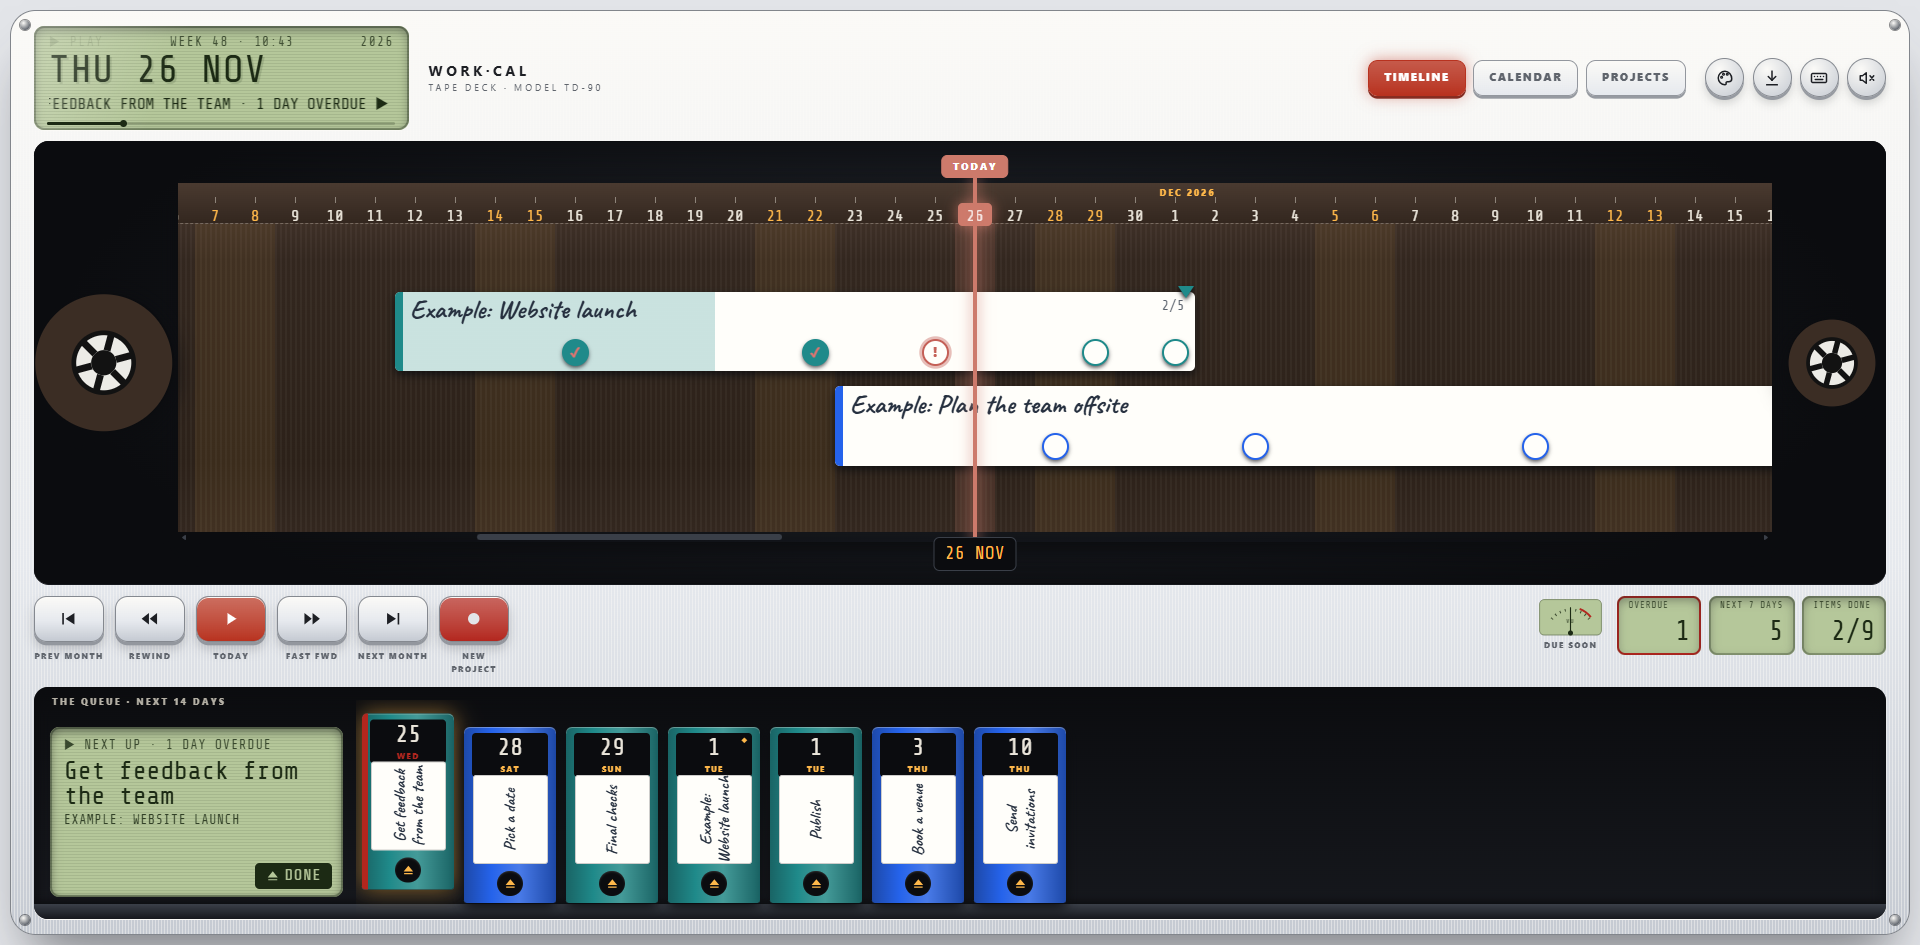 ▶ PLAY WEEK 48 · 10:43 2026
THU 26 NOV
FEEDBACK FROM THE TEAM · 1 DAY OVERDUE ▶
WORK·CAL
TAPE DECK · MODEL TD-90
TIMELINE CALENDAR PROJECTS
TODAY
DEC 2026
7 8 9 10 11 12 13 14 15 16 17 18 19 20 21 22 23 24 25 26 27 28 29 30 1 2 3 4 5 6 7 8 9 10 11 12 13 14 15 1
Example: Website launch
2/5
Example: Plan the team offsite
26 NOV
PREV MONTH REWIND TODAY FAST FWD NEXT MONTH NEW PROJECT
VU
DUE SOON
OVERDUE
1
NEXT 7 DAYS
5
ITEMS DONE
2/9
THE QUEUE · NEXT 14 DAYS
▶ NEXT UP · 1 DAY OVERDUE
Get feedback from
the team
EXAMPLE: WEBSITE LAUNCH
DONE
25
WED
Get feedback
from the team
28
SAT
Pick a date
29
SUN
Final checks
1
TUE
Example:
Website launch
1
TUE
Publish
3
THU
Book a venue
10
THU
Send
invitations